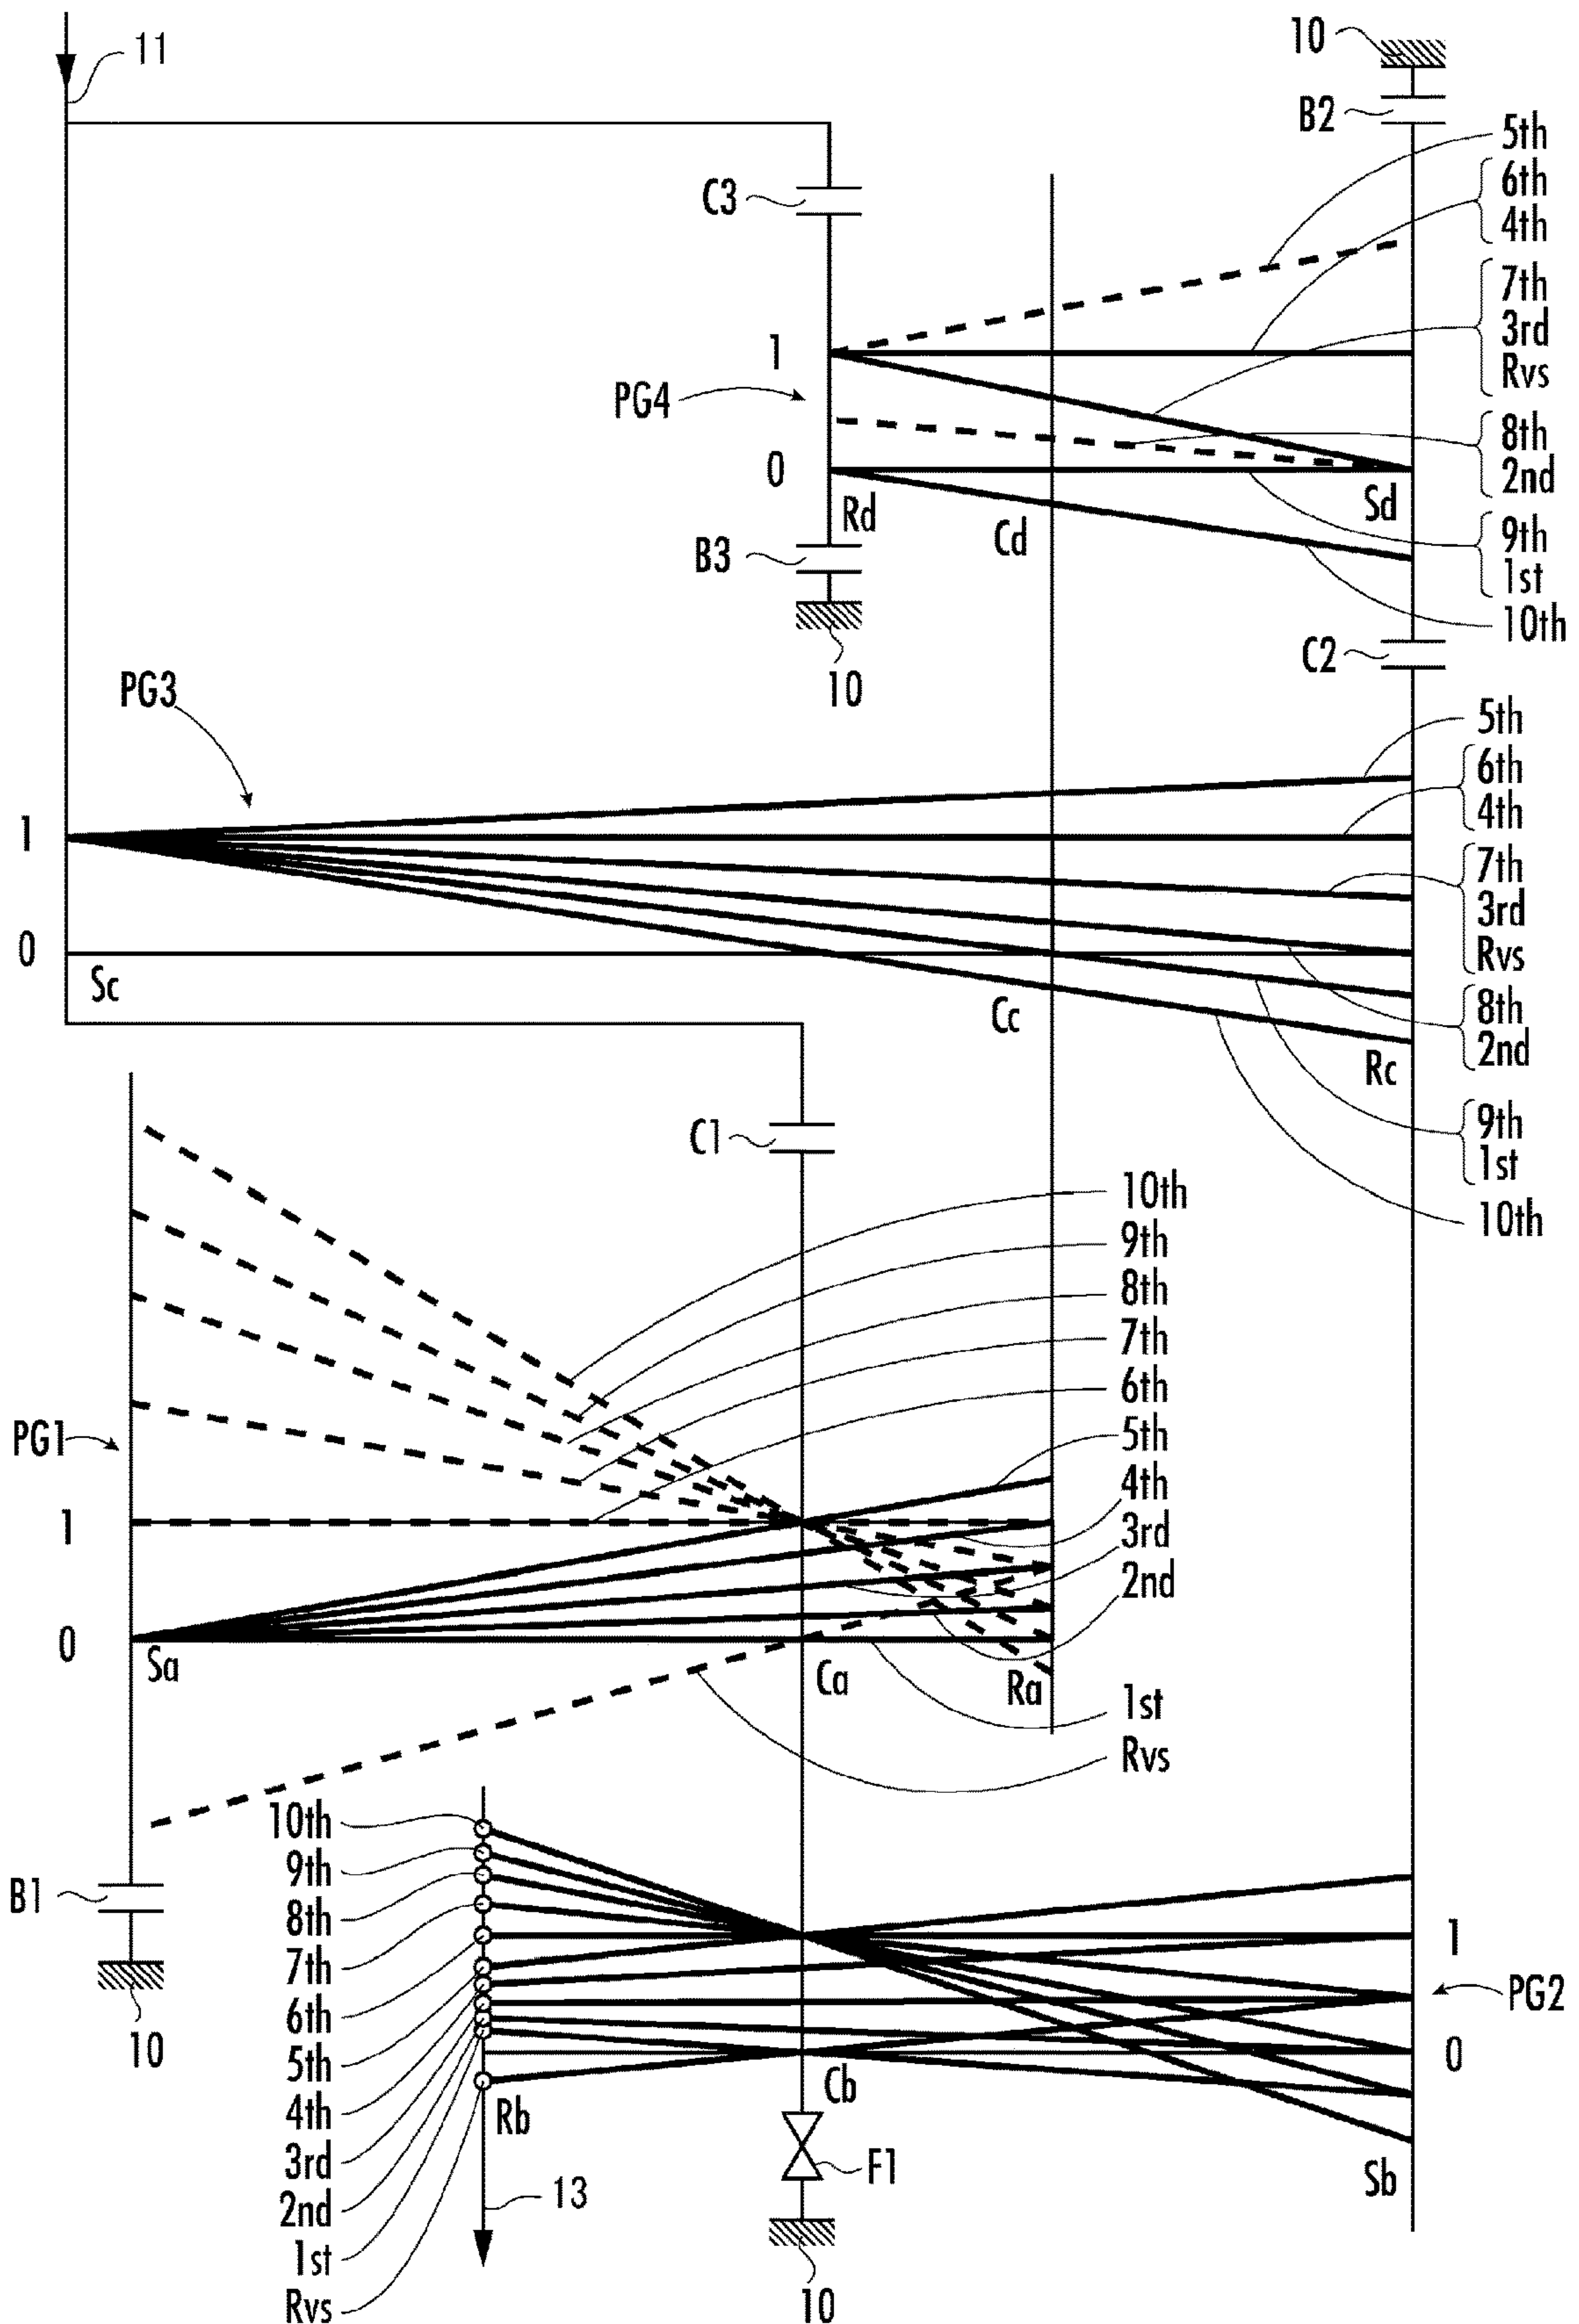 11
10
B2
5th
6th
4th
C3
7th
3rd
Rvs
1
PG4
8th
2nd
0
Rd
Cd
Sd
B3
9th
1st
10th
10
C2
PG3
5th
6th
4th
1
7th
3rd
Rvs
0
Sc
Cc
Rc
8th
2nd
9th
1st
10th
C1
10th
9th
8th
7th
6th
5th
4th
3rd
2nd
PG1
1
0
Sa
Ca
Ra
1st
Rvs
10th
9th
8th
7th
6th
5th
4th
3rd
2nd
1st
Rvs
B1
10
Rb
13
Cb
F1
10
1
PG2
0
Sb